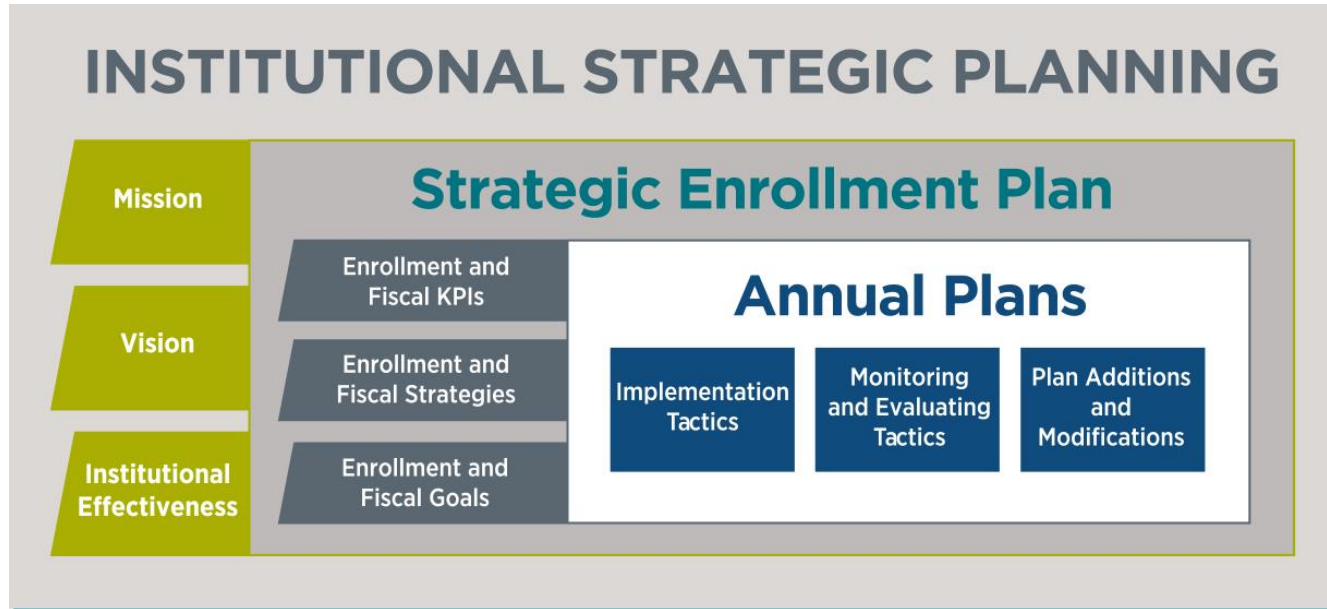 INSTITUTIONAL STRATEGIC PLANNING
Mission
Vision
Institutional
Effectiveness
Strategic Enrollment Plan
Enrollment and
Fiscal KPIs
Enrollment and
Fiscal Strategies
Enrollment and
Fiscal Goals
Annual Plans
Implementation
Tactics
Monitoring
and Evaluating
Tactics
Plan Additions
and
Modifications